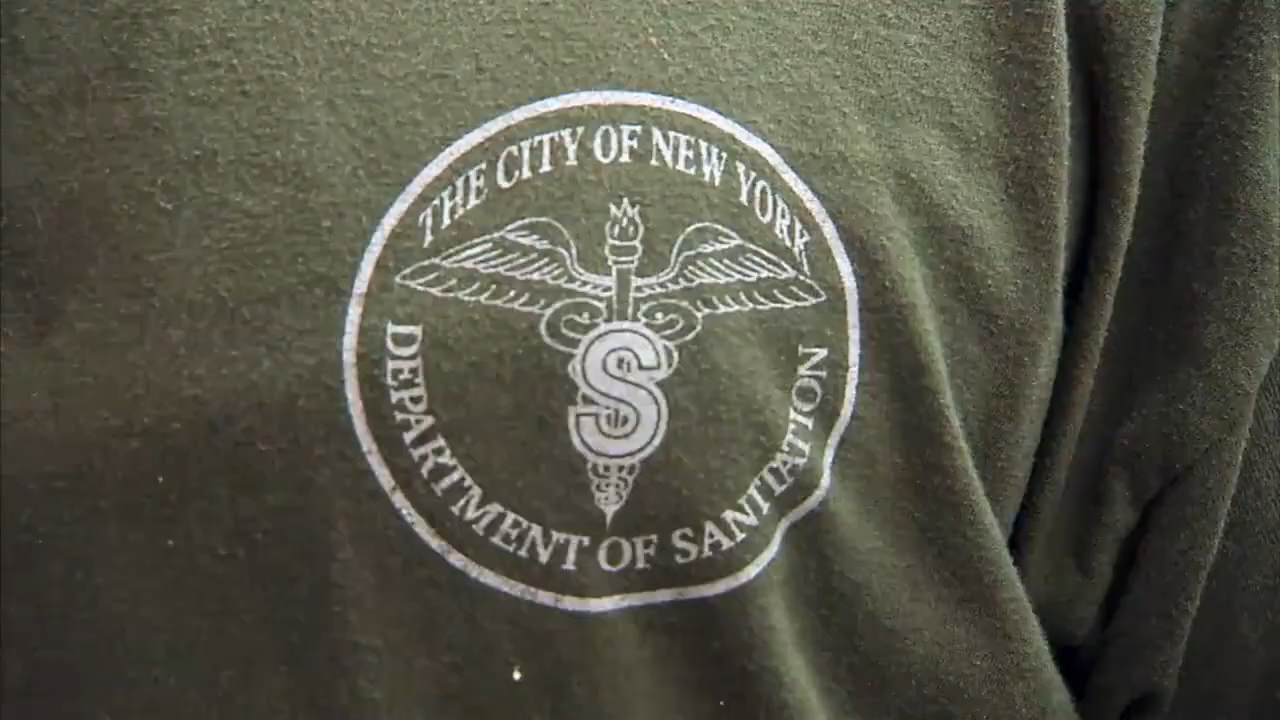 THE CITY OF NEW YORK
S
DEPARTMENT OF SANITATION